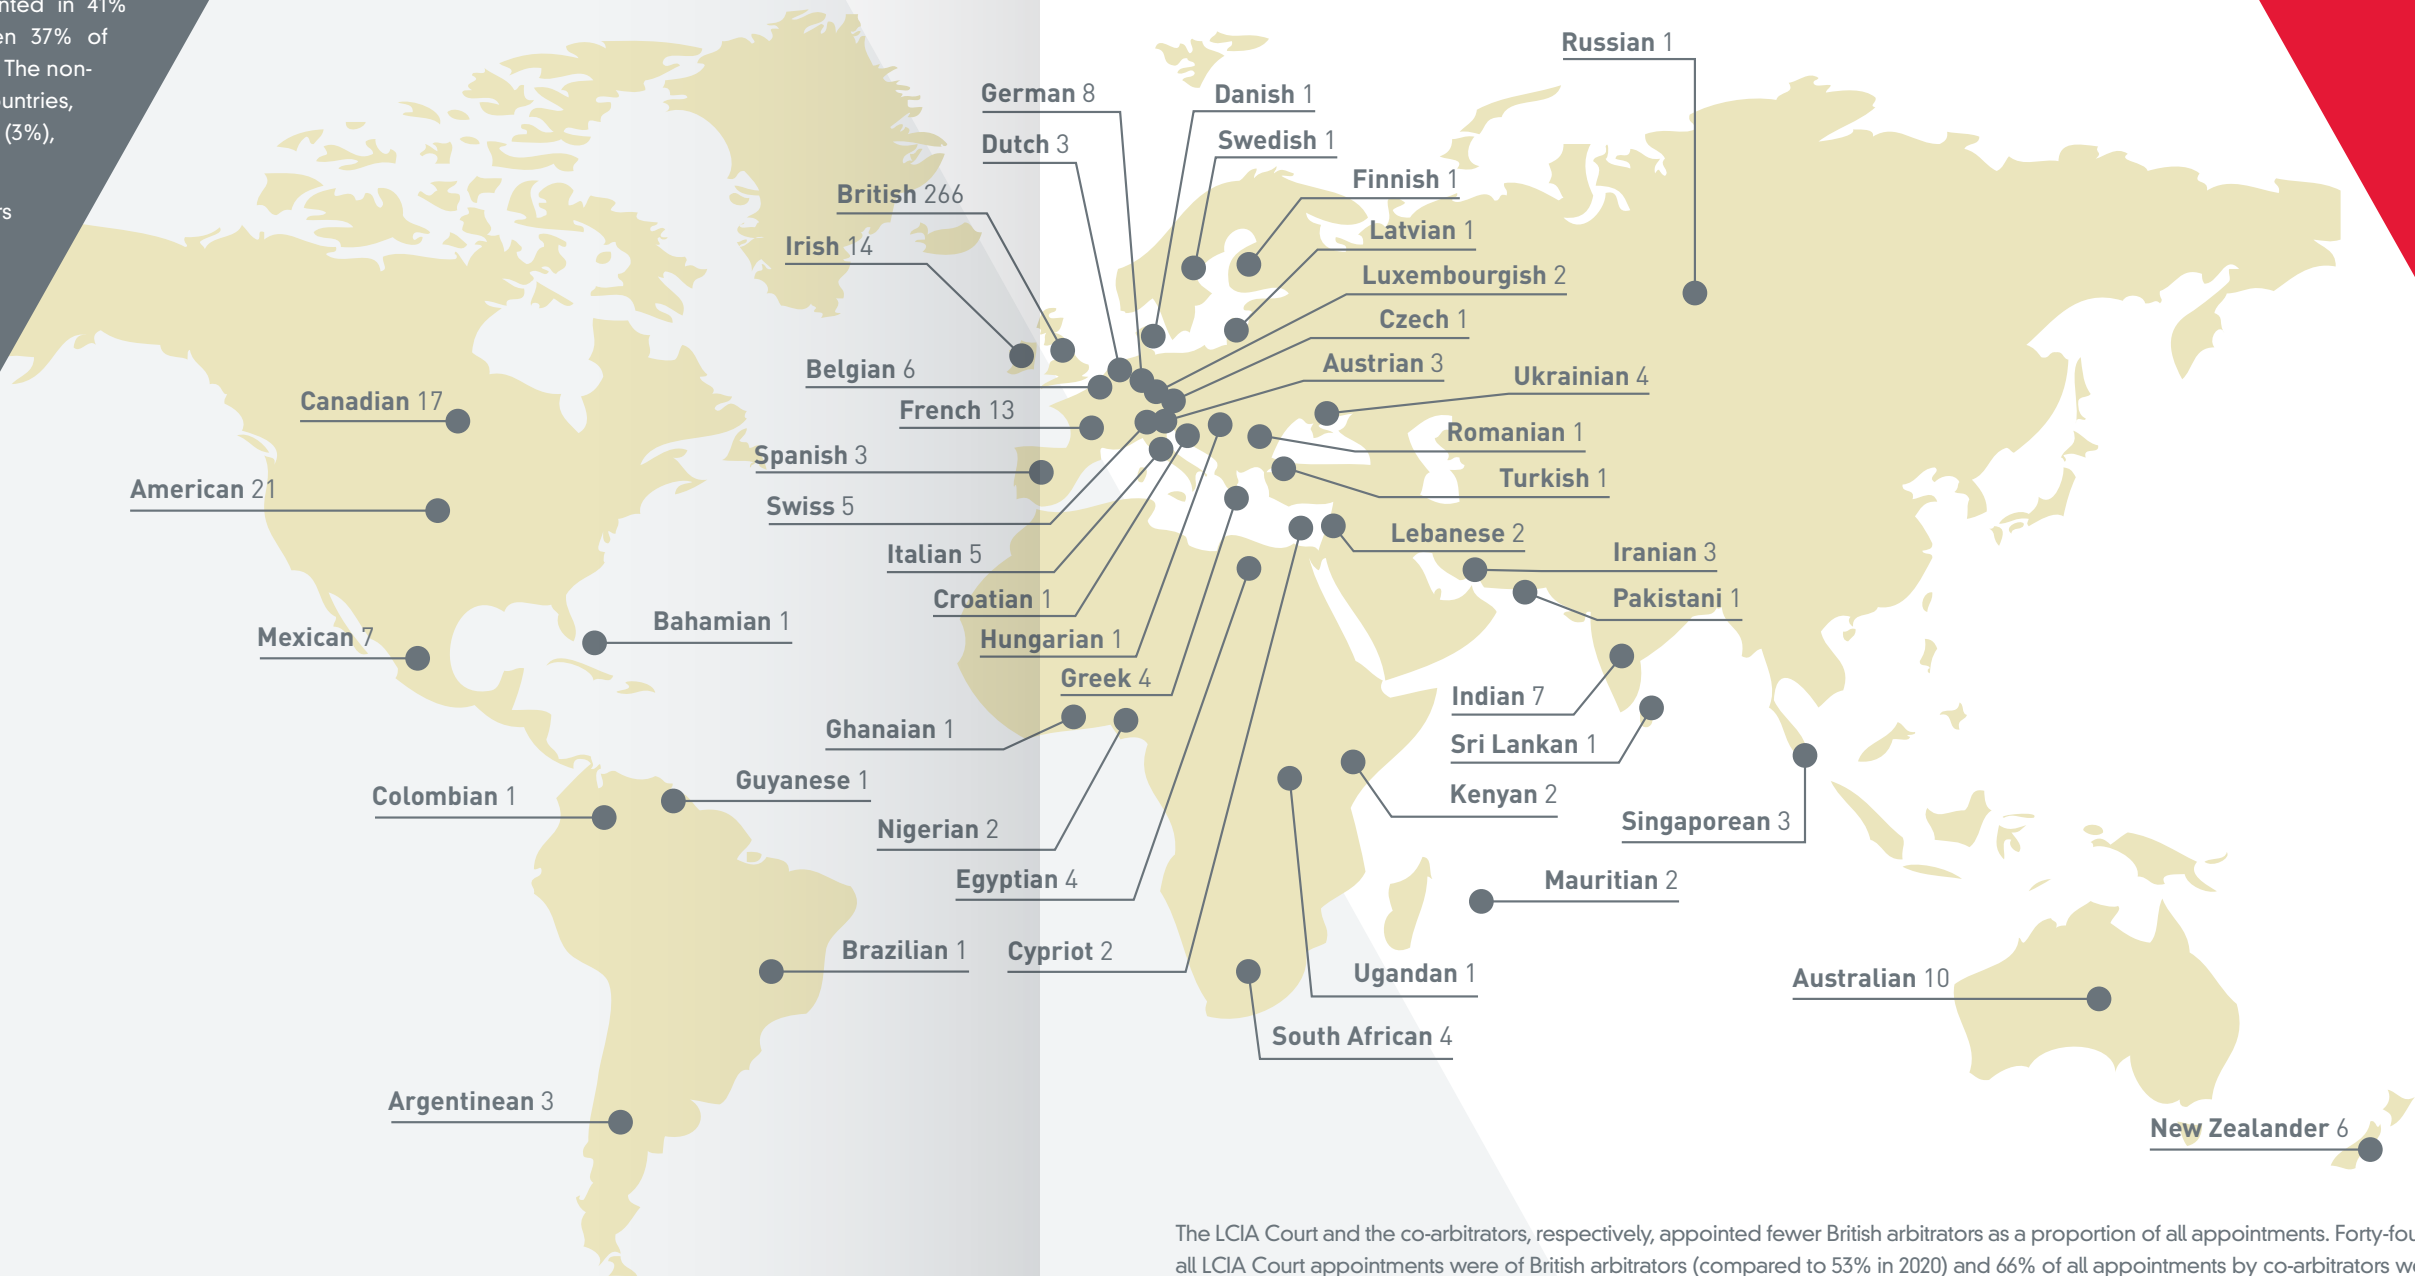 in 41%
37% of
The non-
(3%),
Russian 1
German 8
Danish 1
Dutch 3
Swedish 1
Finnish 1
British 266
Latvian 1
Irish 14
Luxembourgish 2
Czech 1
Austrian 3
Belgian 6
Ukrainian 4
Canadian 17
French 13
Romanian 1
Spanish 3
Turkish 1
American 21
Swiss 5
Lebanese 2
Italian 5
Iranian 3
Croatian 1
Pakistani 1
Bahamian 1
Mexican 7
Hungarian 1
Greek 4
Indian 7
Ghanaian 1
Sri Lankan 1
Guyanese 1
Colombian 1
Kenyan 2
Nigerian 2
Singaporean 3
Egyptian 4
Mauritian 2
Brazilian 1
Cypriot 2
Ugandan 1
Australian 10
South African 4
Argentinean 3
New Zealander 6
The LCIA Court and the co-arbitrators, respectively, appointed fewer British arbitrators as a proportion of all appointments.
all LCIA Court appointments were of British arbitrators (compared to 53% in 2020) and 66% of all appointments by co-arbitrators